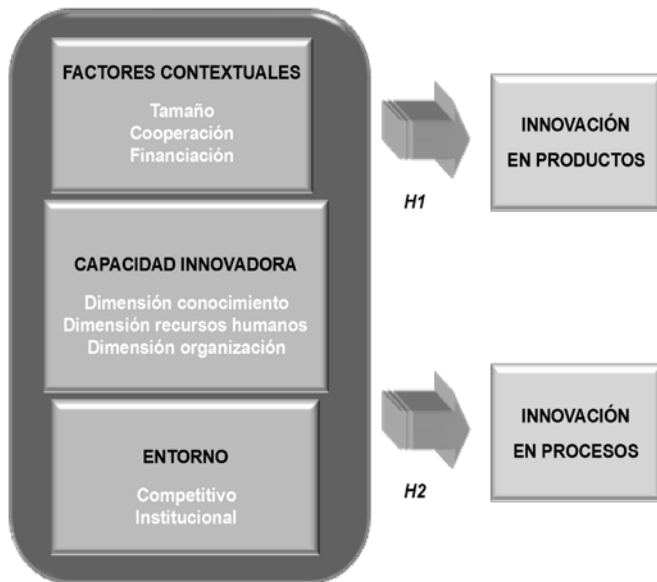 FACTORES CONTEXTUALES
Tamaño
Cooperación
Financiación
CAPACIDAD INNOVADORA
Dimensión conocimiento
Dimensión recursos humanos
Dimensión organización
ENTORNO
Competitivo
Institucional
H1
INNOVACIÓN
EN PRODUCTOS
H2
INNOVACIÓN
EN PROCESOS